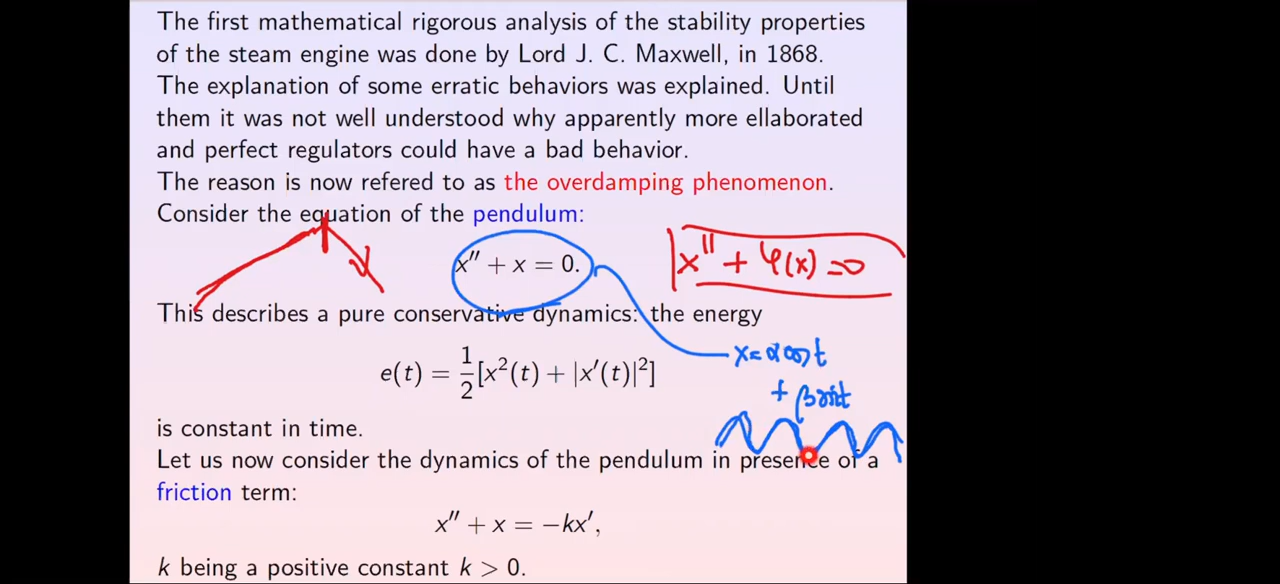 The first mathematical rigorous analysis of the stability properties
of the steam engine was done by Lord J. C. Maxwell, in 1868.
The explanation of some erratic behaviors was explained. Until
them it was not well understood why apparently more ellaborated
and perfect regulators could have a bad behavior.
The reason is now refered to as the overdamping phenomenon.
Consider the equation of the pendulum:
x′′ + x = 0.
x'' + φ(x) = 0
This describes a pure conservative dynamics: the energy
x = α cos t
e(t) = 1/2 [x²(t) + |x′(t)|²]
+ β sin t
is constant in time.
Let us now consider the dynamics of the pendulum in presence of a
friction term:
x′′ + x = −kx′,
k being a positive constant k > 0.